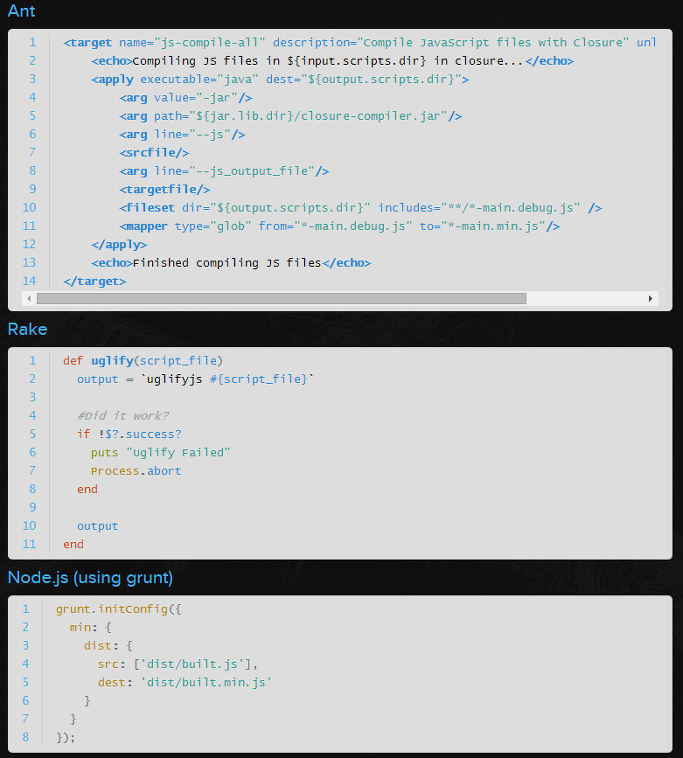 Ant
1 <target name="js-compile-all" description="Compile JavaScript files with Closure" unl
2 <echo>Compiling JS files in ${input.scripts.dir} in closure...</echo>
3 <apply executable="java" dest="${output.scripts.dir}">
4 <arg value="-jar"/>
5 <arg path="${jar.lib.dir}/closure-compiler.jar"/>
6 <arg line="--js"/>
7 <srcfile/>
8 <arg line="--js_output_file"/>
9 <targetfile/>
10 <fileset dir="${output.scripts.dir}" includes="**/*-main.debug.js" />
11 <mapper type="glob" from="*-main.debug.js" to="*-main.min.js"/>
12 </apply>
13 <echo>Finished compiling JS files</echo>
14 </target>
Rake
1 def uglify(script_file)
2 output = `uglifyjs #{script_file}`
3
4 #Did it work?
5 if !$?.success?
6 puts "Uglify Failed"
7 Process.abort
8 end
9
10 output
11 end
Node.js (using grunt)
1 grunt.initConfig({
2 min: {
3 dist: {
4 src: ['dist/built.js'],
5 dest: 'dist/built.min.js'
6 }
7 }
8 });